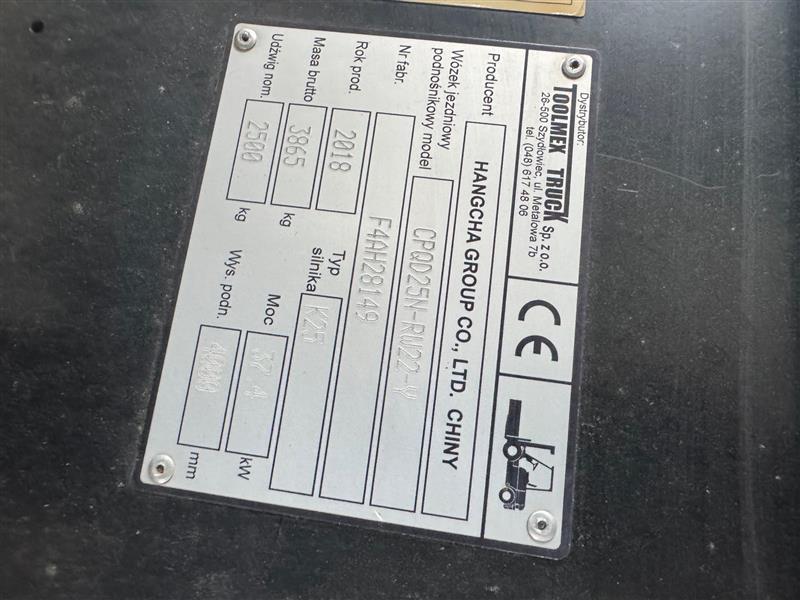 Dystrybutor:
TOOLMEX TRUCK Sp. z o.o.
26-500 Szydłowiec, ul. Metalowa 7b
tel. (048) 617 48 06
CE
Producent
HANGCHA GROUP CO., LTD. CHINY
Wózek jezdniowy
podnośnikowy model
CPQD25N-RW22-Y
Nr fabr.
F4AH28149
Rok prod.
2018
Typ
silnika
K25
Masa brutto
3865
kg
Moc
37.4
kW
Udźwig nom.
2500
kg
Wys. podn.
4000
mm